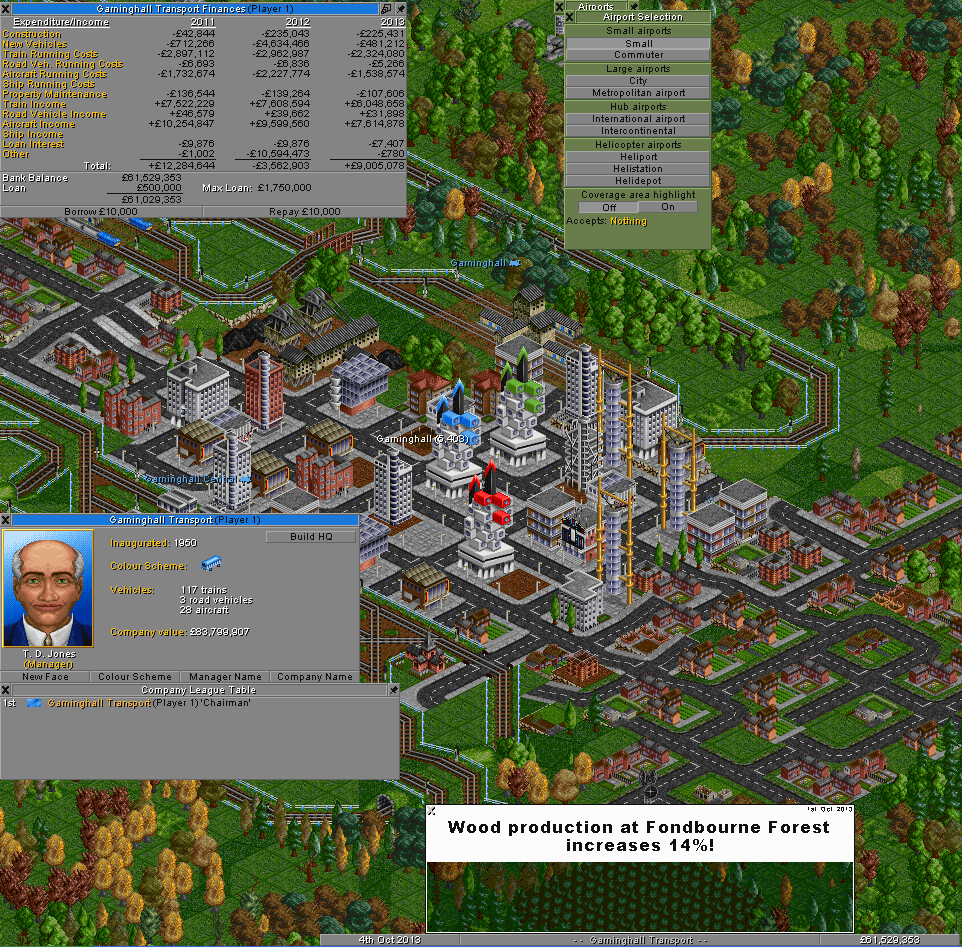 Garninghall Transport Finances (Player 1)
Expenditure/Income 2011 2012 2013
Construction -£42,844 -£235,043 -£225,431
New Vehicles -£712,266 -£4,634,466 -£481,212
Train Running Costs -£2,897,112 -£2,962,987 -£2,324,080
Road Veh. Running Costs -£6,693 -£6,836 -£5,266
Aircraft Running Costs -£1,732,674 -£2,227,774 -£1,538,574
Ship Running Costs
Property Maintenance -£136,544 -£139,264 -£107,606
Train Income +£7,522,229 +£7,608,594 +£6,048,658
Road Vehicle Income +£46,579 +£39,662 +£31,898
Aircraft Income +£10,254,847 +£9,599,560 +£7,614,878
Ship Income
Loan Interest -£9,876 -£9,876 -£7,407
Other -£1,002 -£10,594,473 -£780
Total: +£12,284,644 -£3,562,903 +£9,005,078
Bank Balance £61,529,353
Loan £500,000 Max Loan: £1,750,000
£61,029,353
Borrow £10,000 Repay £10,000
Airports
Airport Selection
Small airports
Small
Commuter
Large airports
City
Metropolitan airport
Hub airports
International airport
Intercontinental
Helicopter airports
Heliport
Helistation
Helidepot
Coverage area highlight
Off On
Accepts: Nothing
Garninghall
Garninghall (6,403)
Garninghall Central
Garninghall Transport (Player 1)
Inaugurated: 1950
Build HQ
Colour Scheme:
Vehicles: 117 trains
3 road vehicles
28 aircraft
Company value: £83,799,907
T. D. Jones
(Manager)
New Face Colour Scheme Manager Name Company Name
Company League Table
1st Garninghall Transport (Player 1) 'Chairman'
1st Oct 2013
Wood production at Fondbourne Forest
increases 14%!
4th Oct 2013 - - Garninghall Transport - - £61,529,353